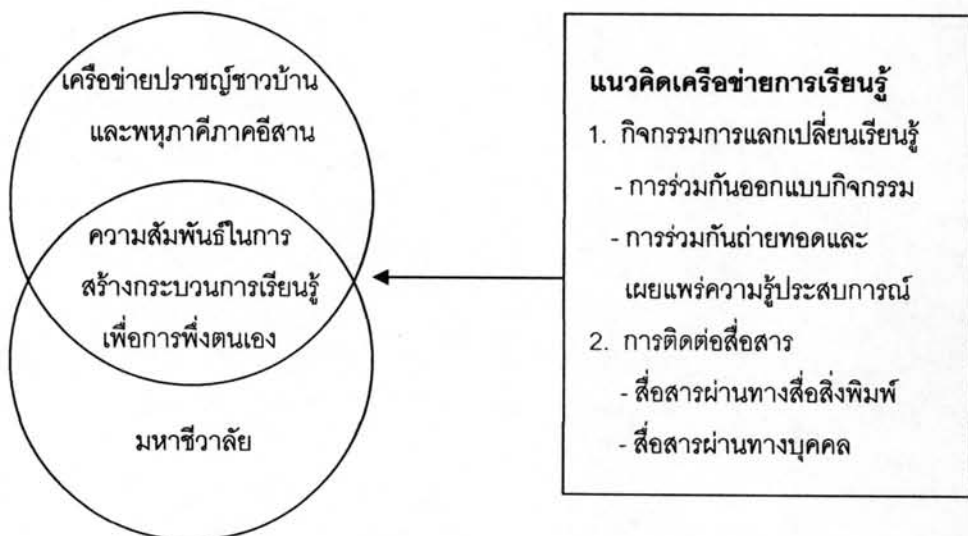 เครือข่ายปราชญ์ชาวบ้าน
และพหุภาคีภาคอีสาน
ความสัมพันธ์ในการ
สร้างกระบวนการเรียนรู้
เพื่อการพึ่งตนเอง
มหาชีวาลัย
แนวคิดเครือข่ายการเรียนรู้
1. กิจกรรมการแลกเปลี่ยนเรียนรู้
- การร่วมกันออกแบบกิจกรรม
- การร่วมกันถ่ายทอดและ
เผยแพร่ความรู้ประสบการณ์
2. การติดต่อสื่อสาร
- สื่อสารผ่านทางสื่อสิ่งพิมพ์
- สื่อสารผ่านทางบุคคล